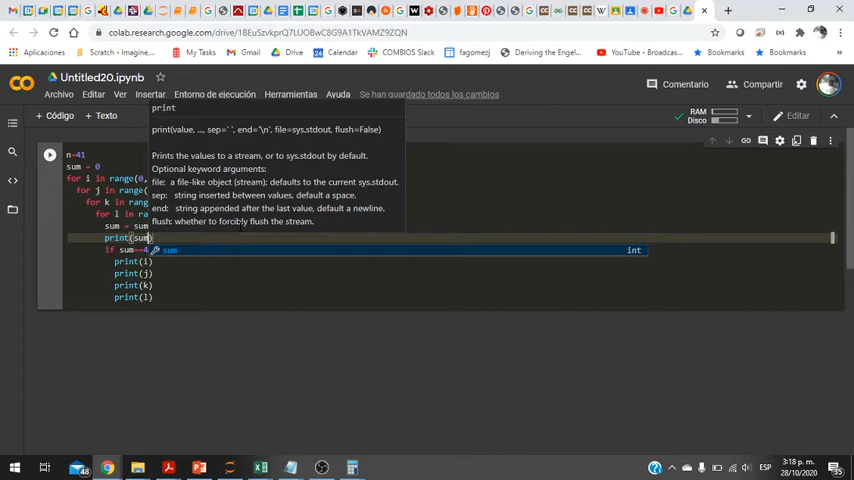 colab.research.google.com/drive/1BEuSzvkprQ7LUOBwC8G9A1TkVAMZ9ZQN
Aplicaciones
Scratch - Imagine,...
My Tasks
GM
Drive
Calendar
COMBIOS Slack
fagomezj
Deriving the Engel...
YouTube - Broadcas...
Otros marcadores
Untitled20.ipynb
Comentario
Compartir
Archivo Editar Ver Insertar Entorno de ejecución Herramientas Ayuda Se han guardado todos los cambios
+ Código + Texto
RAM
Disco
Editar
print
print(value, ..., sep=' ', end='\n', file=sys.stdout, flush=False)
Prints the values to a stream, or to sys.stdout by default.
Optional keyword arguments:
file: a file-like object (stream); defaults to the current sys.stdout.
sep: string inserted between values, default a space.
end: string appended after the last value, default a newline.
flush: whether to forcibly flush the stream.
n=41
sum = 0
for i in range(0,
for j in range(
for k in rang
for l in ra
sum = sum
print(sum)
sum int
if sum==4
print(i)
print(j)
print(k)
print(l)
48
ESP
3:18 p. m.
28/10/2020
35